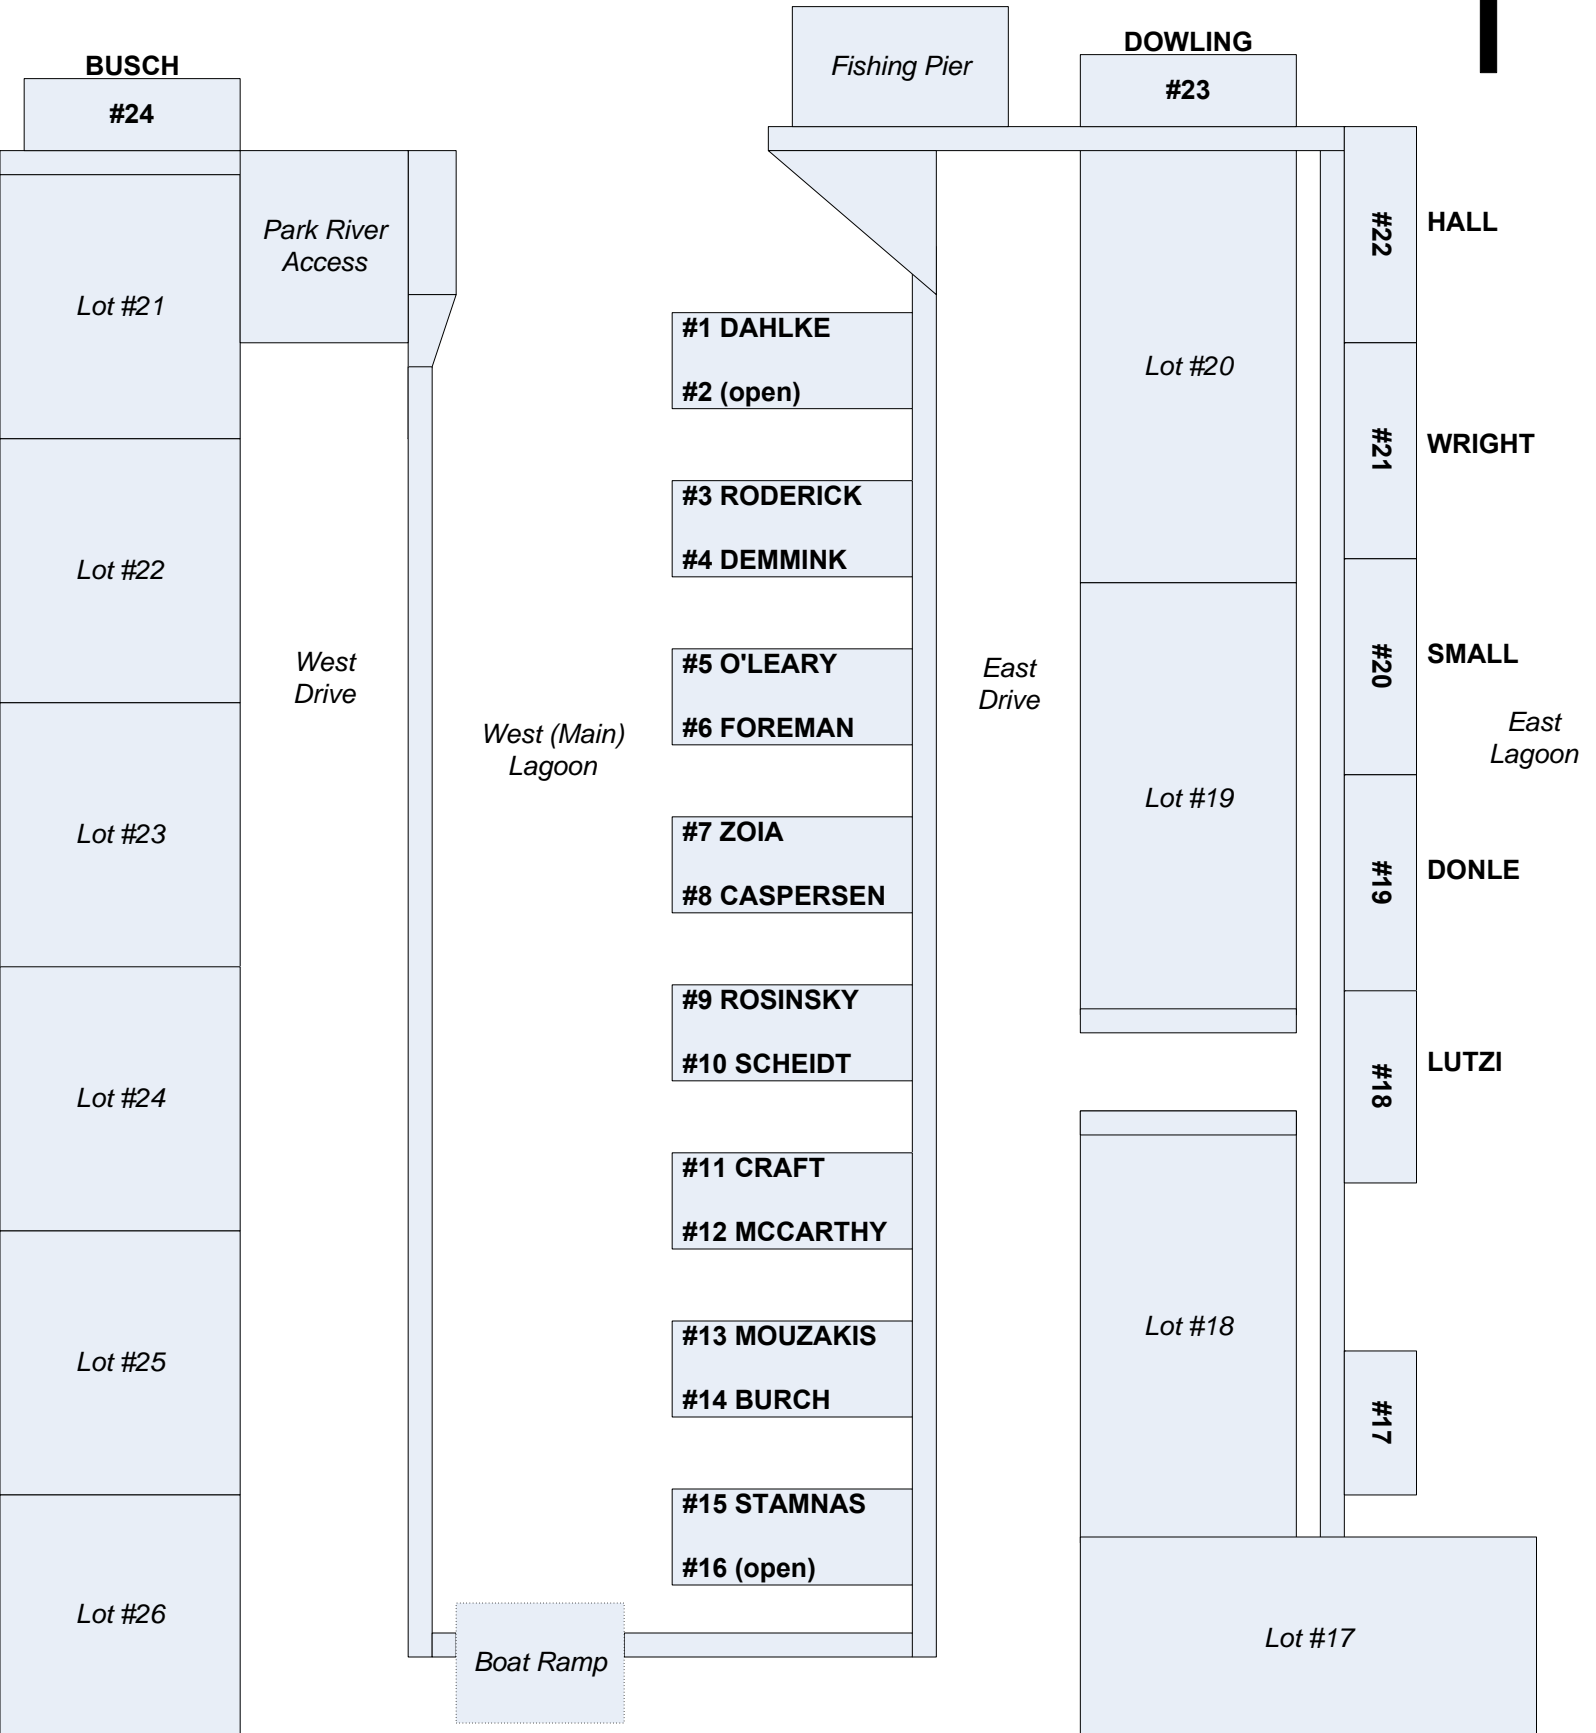 BUSCH
#24
Fishing Pier
DOWLING
#23
Park River
Access
Lot #21
Lot #22
Lot #23
Lot #24
Lot #25
Lot #26
West
Drive
West (Main)
Lagoon
#1 DAHLKE
#2 (open)
#3 RODERICK
#4 DEMMINK
#5 O'LEARY
#6 FOREMAN
#7 ZOIA
#8 CASPERSEN
#9 ROSINSKY
#10 SCHEIDT
#11 CRAFT
#12 MCCARTHY
#13 MOUZAKIS
#14 BURCH
#15 STAMNAS
#16 (open)
Boat Ramp
East
Drive
Lot #20
Lot #19
Lot #18
Lot #17
#22
HALL
#21
WRIGHT
#20
SMALL
East
Lagoon
#19
DONLE
#18
LUTZI
#17